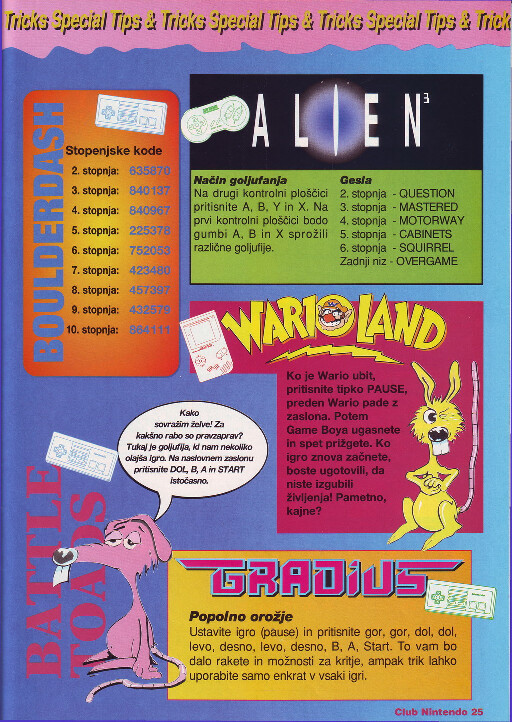 Tricks Special Tips & Tricks Special Tips & Tricks Special Tips & Tricks Special Tips & Trick
BOULDERDASH
Stopenjske kode
2. stopnja: 635870
3. stopnja: 840137
4. stopnja: 840967
5. stopnja: 225378
6. stopnja: 752053
7. stopnja: 423480
8. stopnja: 457397
9. stopnja: 432579
10. stopnja: 864111
ALIEN³
Način goljufanja
Na drugi kontrolni ploščici
pritisnite A, B, Y in X. Na
prvi kontrolni ploščici bodo
gumbi A, B in X sprožili
različne goljufije.
Gesla
2. stopnja - QUESTION
3. stopnja - MASTERED
4. stopnja - MOTORWAY
5. stopnja - CABINETS
6. stopnja - SQUIRREL
Zadnji niz - OVERGAME
WARIO LAND
Ko je Wario ubit,
pritisnite tipko PAUSE,
preden Wario pade z
zaslona. Potem
Game Boya ugasnete
in spet prižgete. Ko
igro znova začnete,
boste ugotovili, da
niste izgubili
življenja! Pametno,
kajne?
BATTLE
TOADS
Kako
sovražim želve! Za
kakšno rabo so pravzaprav?
Tukaj je goljufija, ki nam nekoliko
olajša igro. Na naslovnem zaslonu
pritisnite DOL, B, A in START
istočasno.
GRADIUS
Popolno orožje
Ustavite igro (pause) in pritisnite gor, gor, dol, dol,
levo, desno, levo, desno, B, A, Start. To vam bo
dalo rakete in možnosti za kritje, ampak trik lahko
uporabite samo enkrat v vsaki igri.
Club Nintendo 25